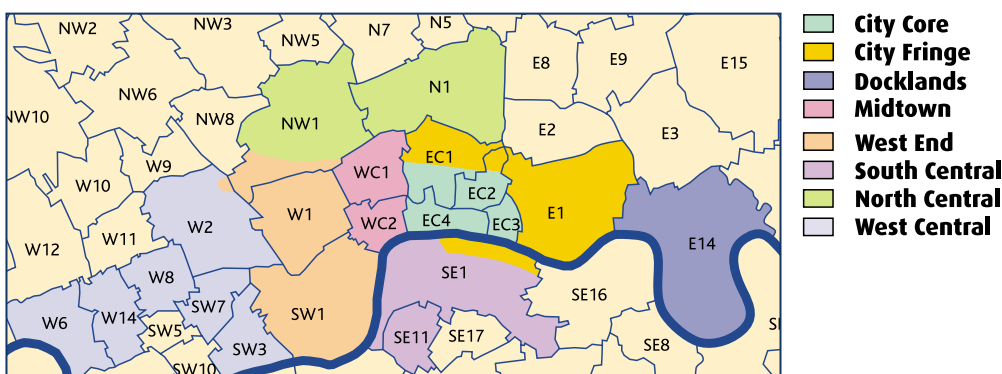 NW2
NW3
NW5
N7
N5
E8
E9
E15
NW10
NW6
NW8
NW1
N1
E2
E3
W9
W10
EC1
WC1
EC2
W1
W2
WC2
EC4
EC3
E1
W11
W12
E14
W8
SE1
SW7
SW1
SE16
W6
W14
SW5
SW3
SE11
SE17
SE8
SW10
City Core
City Fringe
Docklands
Midtown
West End
South Central
North Central
West Central